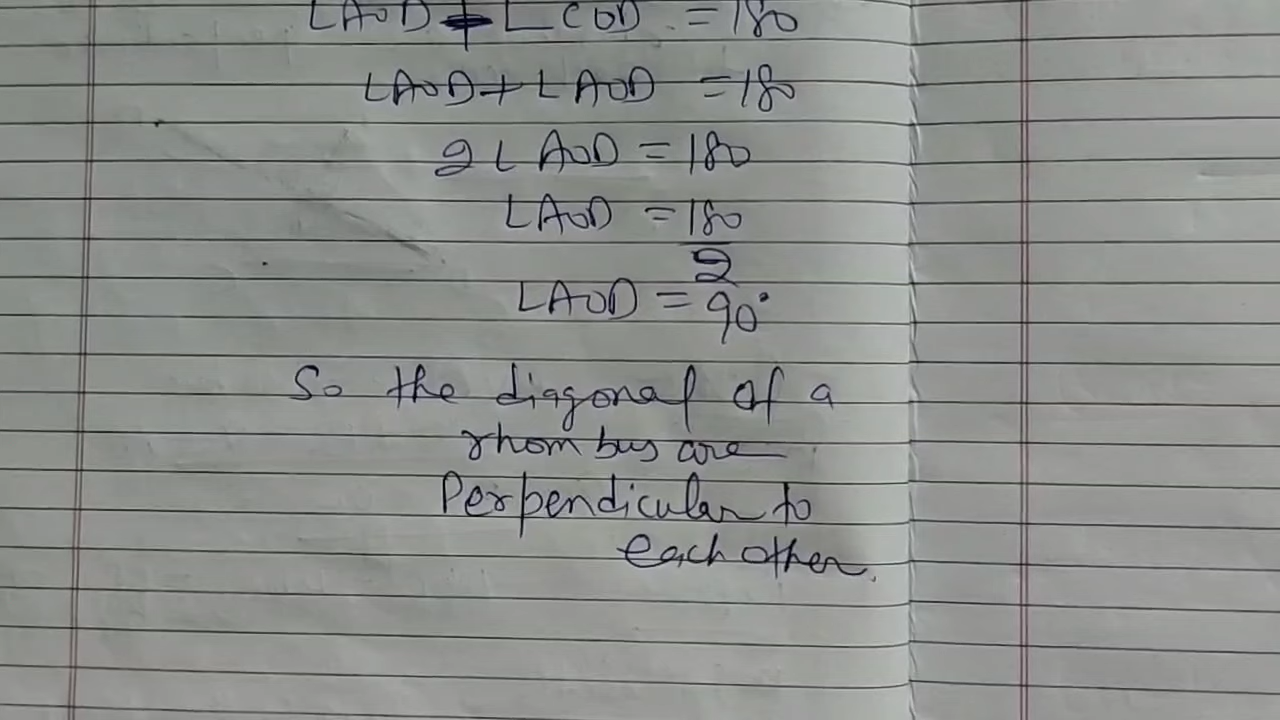 ∠AOD + ∠COD = 180
∠AOD + ∠AOD = 180
2∠AOD = 180
∠AOD = 180
2
∠AOD = 90°
So the diagonal of a
rhombus are
Perpendicular to
each other.